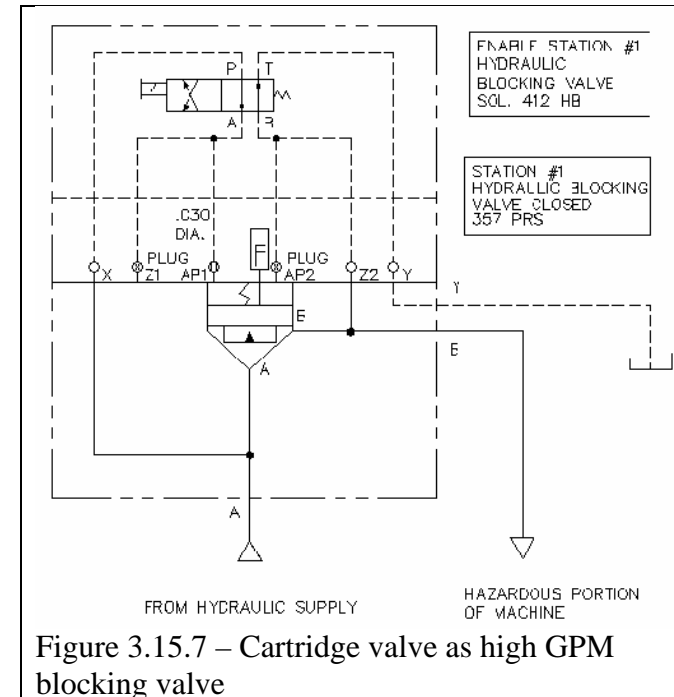 P T
A B
ENABLE STATION #1
HYDRAULIC
BLOCKING VALVE
SOL. 412 HB
STATION #1
HYDRAULIC BLOCKING
VALVE CLOSED
357 PRS
.030
DIA.
F
PLUG
PLUG
X Z1 AP1 AP2 Z2 Y
Y
B
B
A
A
FROM HYDRAULIC SUPPLY
HAZARDOUS PORTION
OF MACHINE
Figure 3.15.7 – Cartridge valve as high GPM
blocking valve